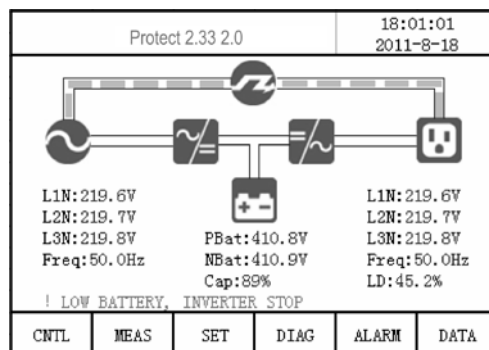 Protect 2.33 2.0
18:01:01
2011-8-18
L1N:219.6V
L2N:219.7V
L3N:219.8V
Freq:50.0Hz
PBat:410.8V
NBat:410.9V
Cap:89%
L1N:219.6V
L2N:219.7V
L3N:219.8V
Freq:50.0Hz
LD:45.2%
! LOW BATTERY, INVERTER STOP
CNTL MEAS SET DIAG ALARM DATA